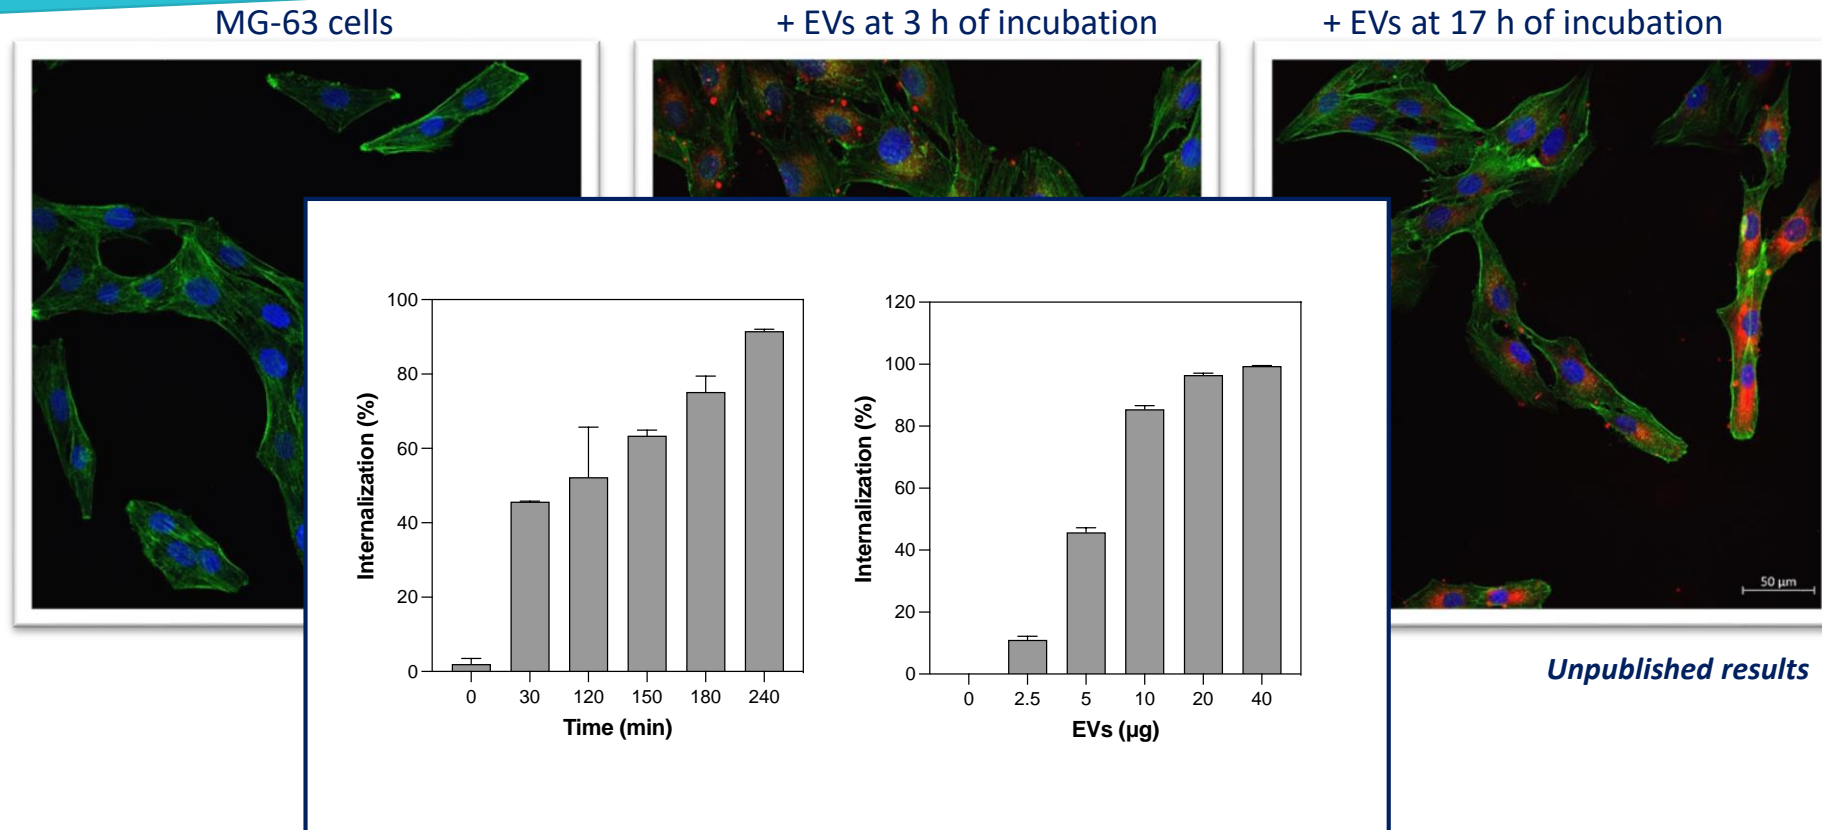 MG-63 cells
+ EVs at 3 h of incubation
+ EVs at 17 h of incubation
50 µm
Unpublished results
100
80
60
40
20
0
Internalization (%)
0 30 120 150 180 240
Time (min)
120
100
80
60
40
20
0
Internalization (%)
0 2.5 5 10 20 40
EVs (µg)